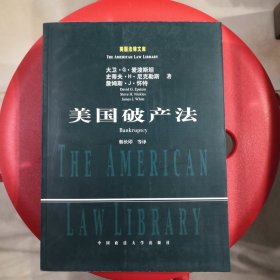 美国法律文库
THE AMERICAN LAW LIBRARY
大卫·G·爱泼斯坦
史蒂夫·H·尼克勒斯 著
詹姆斯·J·怀特
David G. Epstein
Steve H. Nickles
James J. White
美国破产法
Bankruptcy
韩长印 等译
THE AMERICAN
LAW LIBRARY
中国政法大学出版社